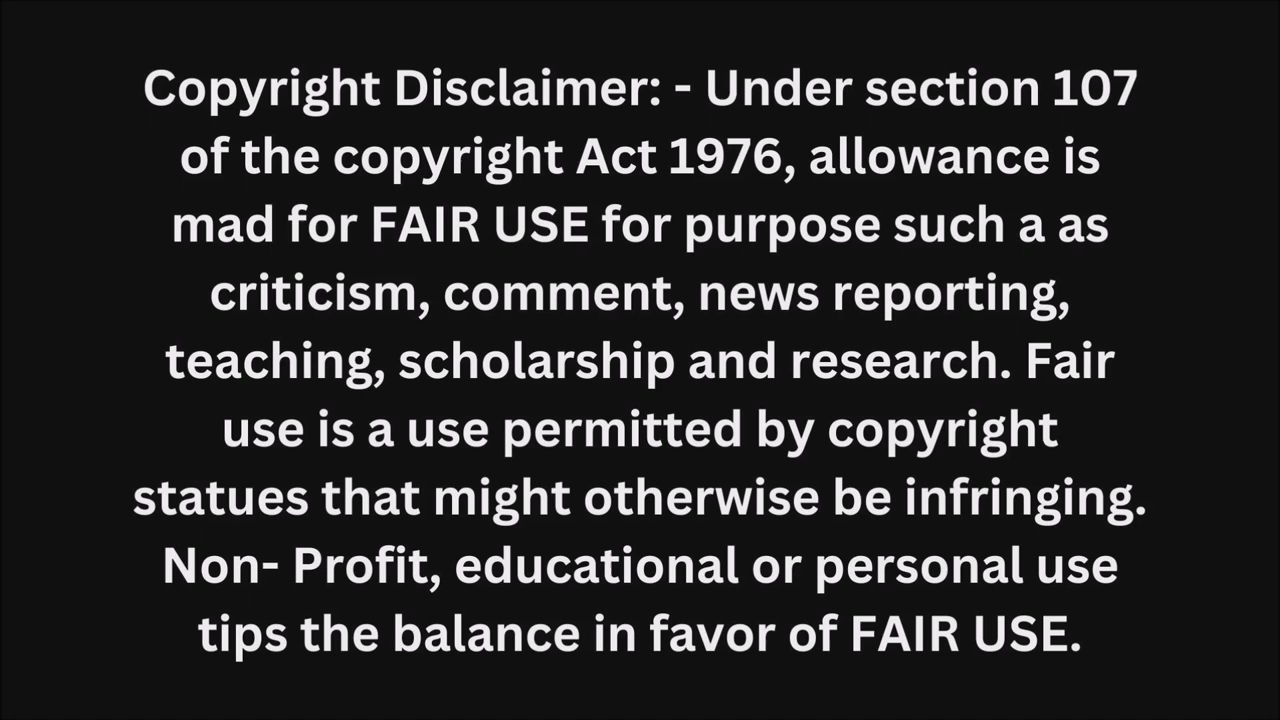 Copyright Disclaimer: - Under section 107
of the copyright Act 1976, allowance is
mad for FAIR USE for purpose such a as
criticism, comment, news reporting,
teaching, scholarship and research. Fair
use is a use permitted by copyright
statues that might otherwise be infringing.
Non- Profit, educational or personal use
tips the balance in favor of FAIR USE.